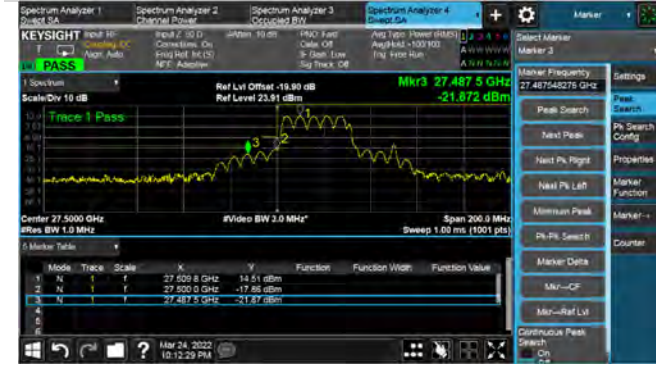 Spectrum Analyzer 1
Swept SA
Spectrum Analyzer 2
Channel Power
Spectrum Analyzer 3
Occupied BW
Spectrum Analyzer 4
Swept SA
+
Marker
KEYSIGHT
Input: RF
Coupling: DC
Align: Auto
Input Z: 50 Ω
Corrections: On
Freq Ref: Int (S)
NFE: Adaptive
#Atten: 10 dB
PNO: Fast
Gate: Off
IF Gain: Low
Sig Track: Off
Avg Type: Power (RMS)
Avg|Hold: >100/100
Trig: Free Run
PASS
1 Spectrum
Scale/Div 10 dB
Ref Lvl Offset -19.90 dB
Ref Level 23.91 dBm
Mkr3 27.487 5 GHz
-21.672 dBm
Trace 1 Pass
1
2
3
Center 27.5000 GHz
#Res BW 1.0 MHz
#Video BW 3.0 MHz*
Span 200.0 MHz
Sweep 1.00 ms (1001 pts)
5 Marker Table
Mode Trace Scale X Y Function Function Width Function Value
1 N 1 f 27.509 8 GHz 14.51 dBm
2 N 1 f 27.500 0 GHz -17.86 dBm
3 N 1 f 27.487 5 GHz -21.67 dBm
4
5
6
?
Mar 24, 2022
10:12:29 PM
Select Marker
Marker 3
Marker Frequency
27.487548275 GHz
Peak Search
Next Peak
Next Pk Right
Next Pk Left
Minimum Peak
Pk-Pk Search
Marker Delta
Mkr→CF
Mkr→Ref Lvl
Continuous Peak
Search
On
Off
Settings
Peak
Search
Pk Search
Config
Properties
Marker
Function
Marker→
Counter